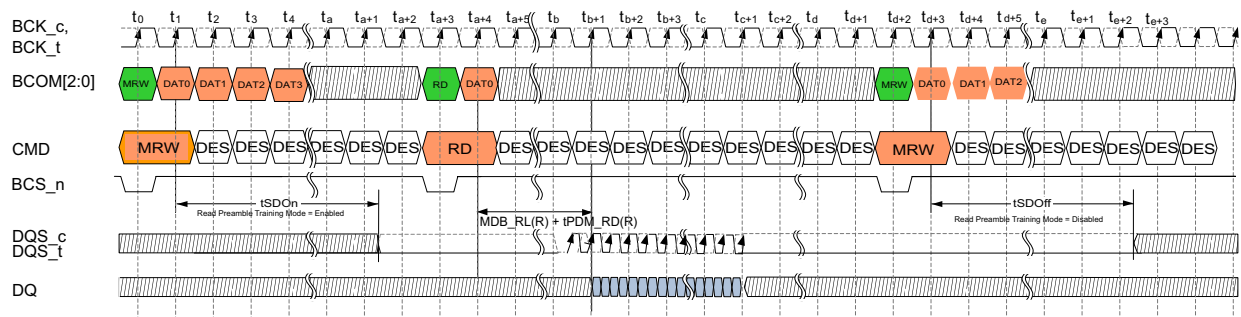 t0 t1 t2 t3 t4 ta ta+1 ta+2 ta+3 ta+4 ta+5 tb tb+1 tb+2 tb+3 tc tc+1 tc+2 td td+1 td+2 td+3 td+4 td+5 te te+1 te+2 te+3
BCK_c,
BCK_t
BCOM[2:0] MRW DAT0 DAT1 DAT2 DAT3 RD DAT0 MRW DAT0 DAT1 DAT2
CMD MRW DES DES DES DES DES DES RD DES DES DES DES DES DES DES DES DES DES MRW DES DES DES DES DES DES DES
BCS_n
tSDOn tSDOff
Read Preamble Training Mode = Enabled MDB_RL(R) + tPDM_RD(R) Read Preamble Training Mode = Disabled
DQS_c
DQS_t
DQ